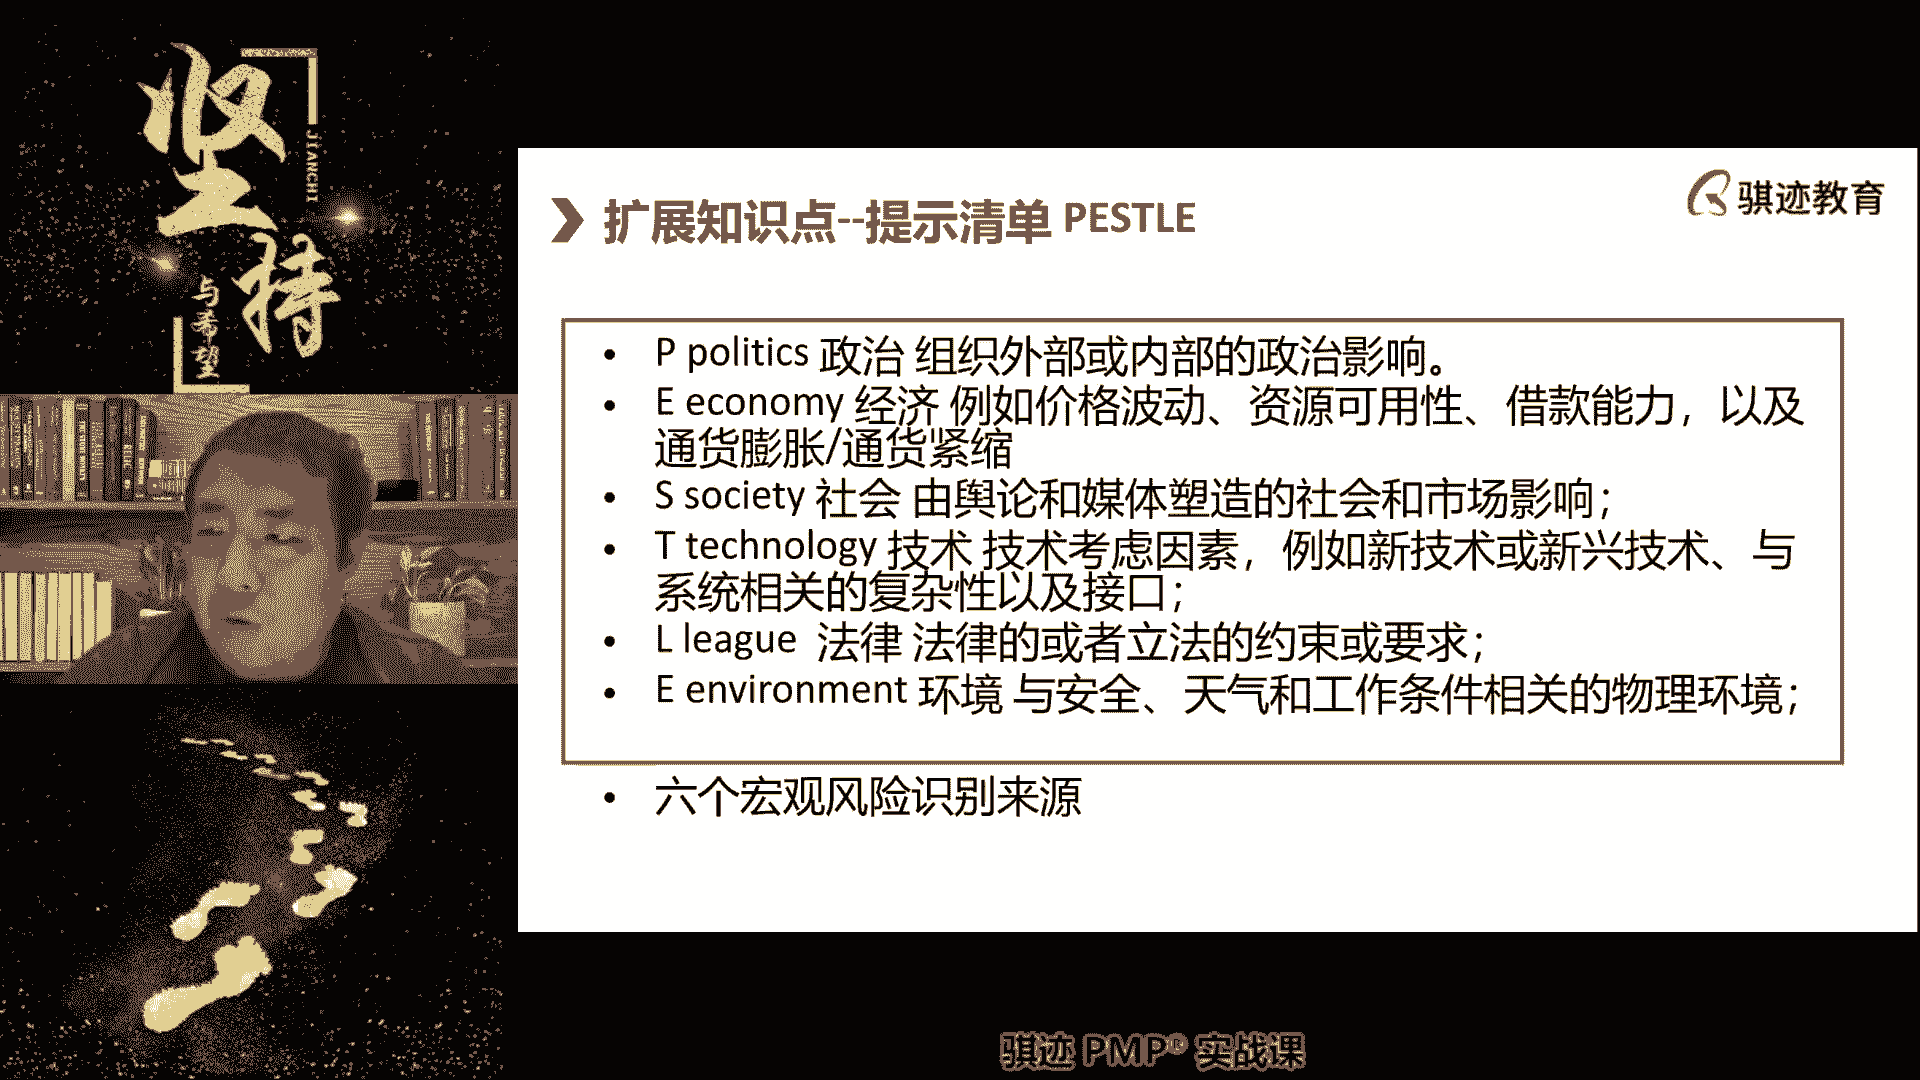 坚持
JIANCHI
与希望
骐迹教育
扩展知识点--提示清单 PESTLE
• P politics 政治 组织外部或内部的政治影响。
• E economy 经济 例如价格波动、资源可用性、借款能力，以及
通货膨胀/通货紧缩
• S society 社会 由舆论和媒体塑造的社会和市场影响；
• T technology 技术 技术考虑因素，例如新技术或新兴技术、与
系统相关的复杂性以及接口；
• L league 法律 法律的或者立法的约束或要求；
• E environment 环境 与安全、天气和工作条件相关的物理环境；
• 六个宏观风险识别来源
骐迹 PMP® 实战课